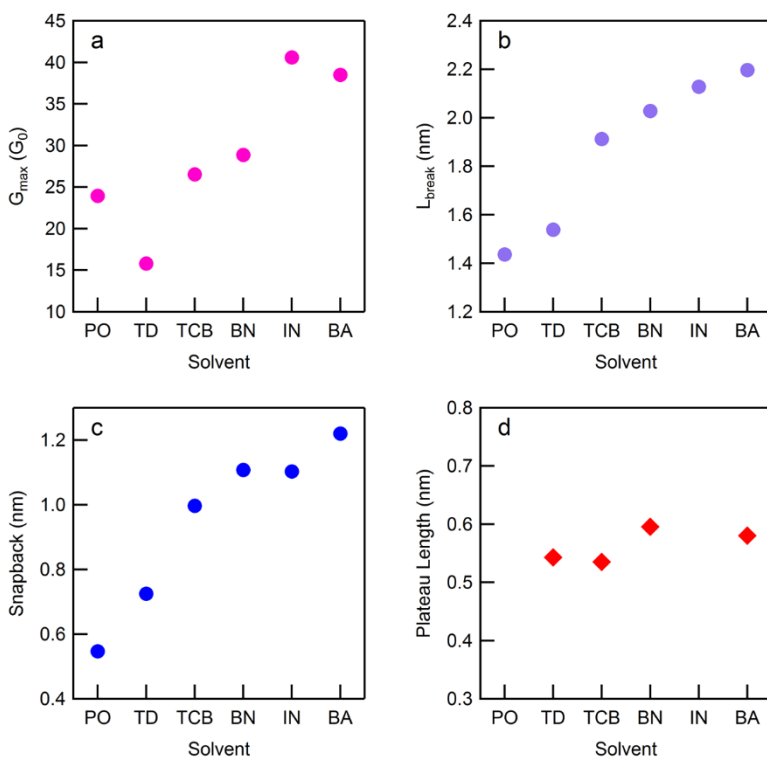 a
45
40
35
30
25
20
15
10
Gmax (G0)
PO TD TCB BN IN BA
Solvent
b
2.4
2.2
2.0
1.8
1.6
1.4
1.2
Lbreak (nm)
PO TD TCB BN IN BA
Solvent
c
1.2
1.0
0.8
0.6
0.4
Snapback (nm)
PO TD TCB BN IN BA
Solvent
d
0.8
0.7
0.6
0.5
0.4
0.3
Plateau Length (nm)
PO TD TCB BN IN BA
Solvent